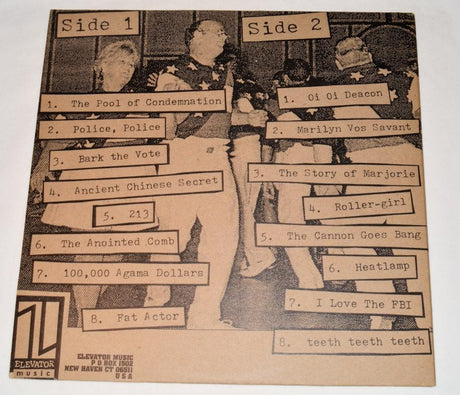 Side 1
1. The Pool of Condemnation
2. Police, Police
3. Bark the Vote
4. Ancient Chinese Secret
5. 213
6. The Anointed Comb
7. 100,000 Agama Dollars
8. Fat Actor
Side 2
1. Oi Oi Deacon
2. Marilyn Vos Savant
3. The Story of Marjorie
4. Roller-girl
5. The Cannon Goes Bang
6. Heatlamp
7. I Love The FBI
8. teeth teeth teeth
ELEVATOR
music
ELEVATOR MUSIC
P O BOX 1502
NEW HAVEN CT 06511
U S A